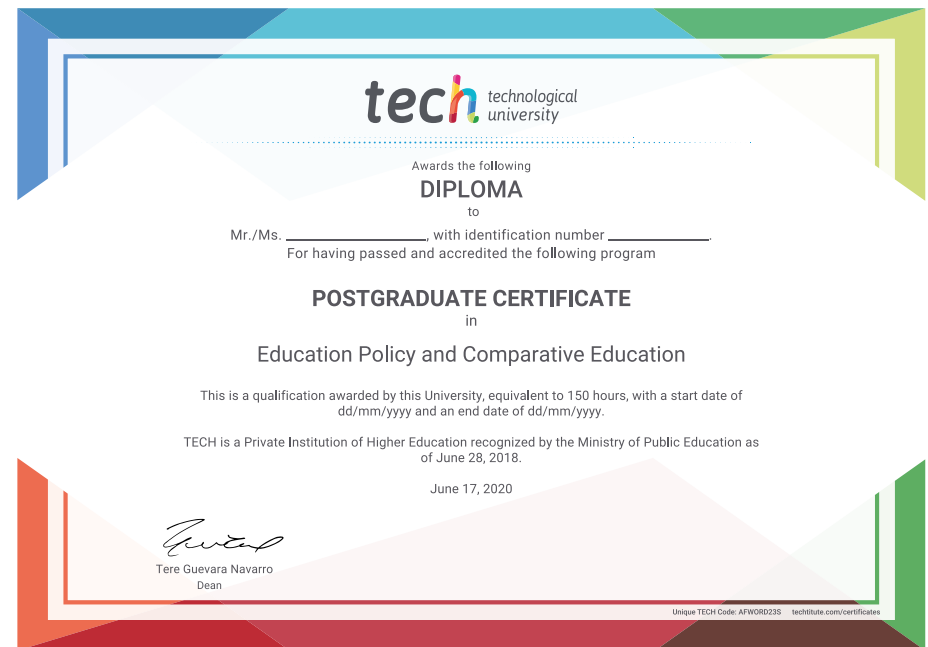 tech technological
university
Awards the following
DIPLOMA
to
Mr./Ms. ____________________, with identification number ______________.
For having passed and accredited the following program
POSTGRADUATE CERTIFICATE
in
Education Policy and Comparative Education
This is a qualification awarded by this University, equivalent to 150 hours, with a start date of
dd/mm/yyyy and an end date of dd/mm/yyyy.
TECH is a Private Institution of Higher Education recognized by the Ministry of Public Education as
of June 28, 2018.
June 17, 2020
Tere Guevara Navarro
Dean
Unique TECH Code: AFWORD23S techtitute.com/certificates